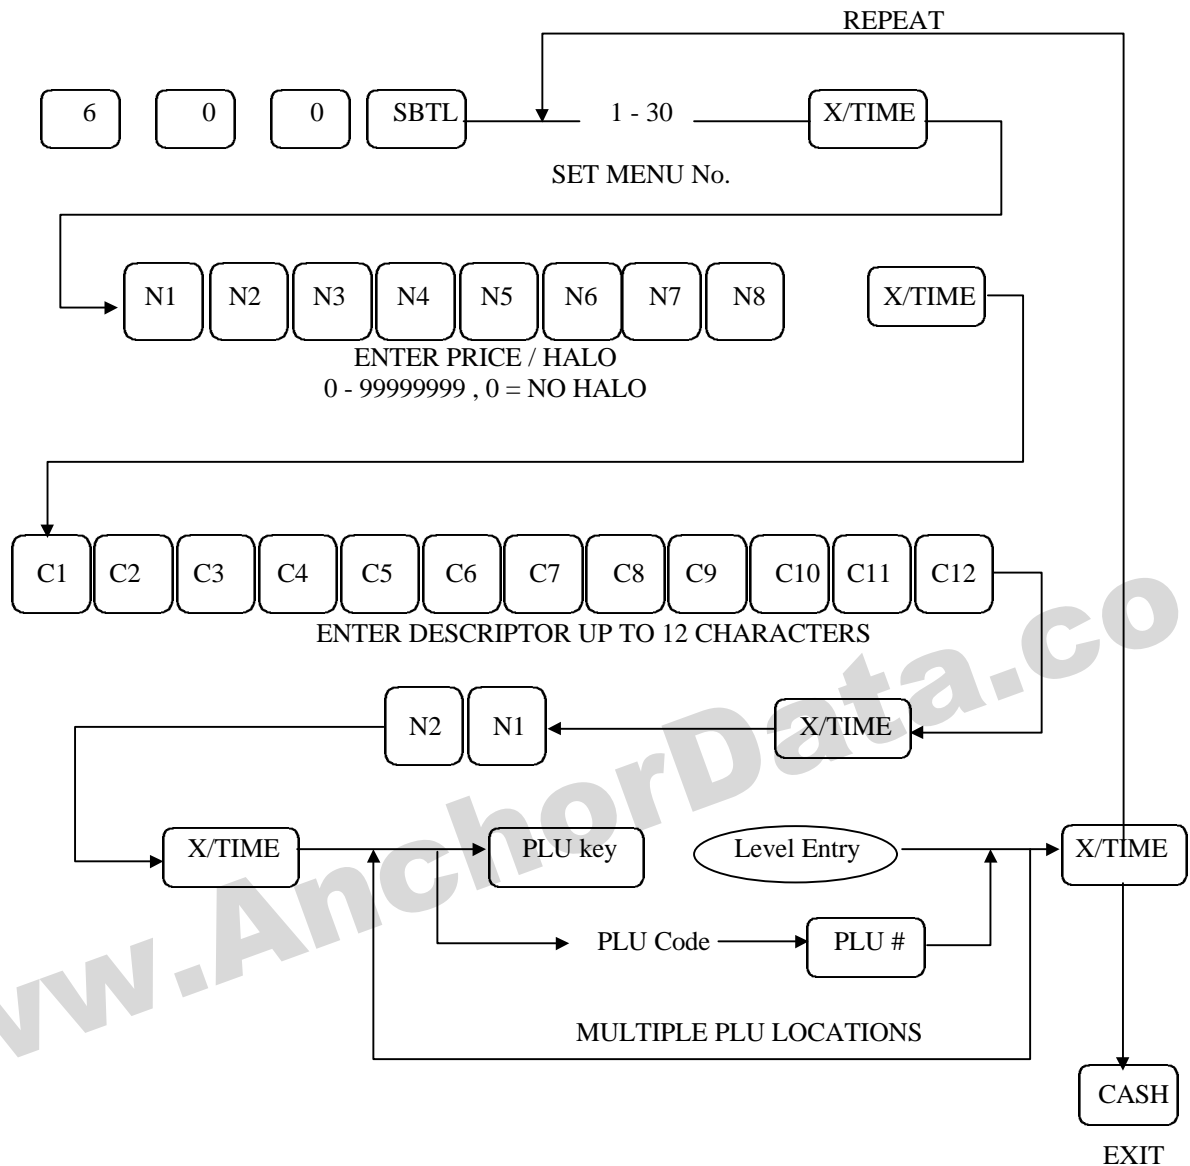 REPEAT
6 0 0 SBTL 1 - 30 X/TIME
SET MENU No.
N1 N2 N3 N4 N5 N6 N7 N8 X/TIME
ENTER PRICE / HALO
0 - 99999999 , 0 = NO HALO
C1 C2 C3 C4 C5 C6 C7 C8 C9 C10 C11 C12
ENTER DESCRIPTOR UP TO 12 CHARACTERS
N2 N1 X/TIME
X/TIME PLU key Level Entry X/TIME
PLU Code PLU #
MULTIPLE PLU LOCATIONS
CASH
EXIT
ww.AnchorData.co